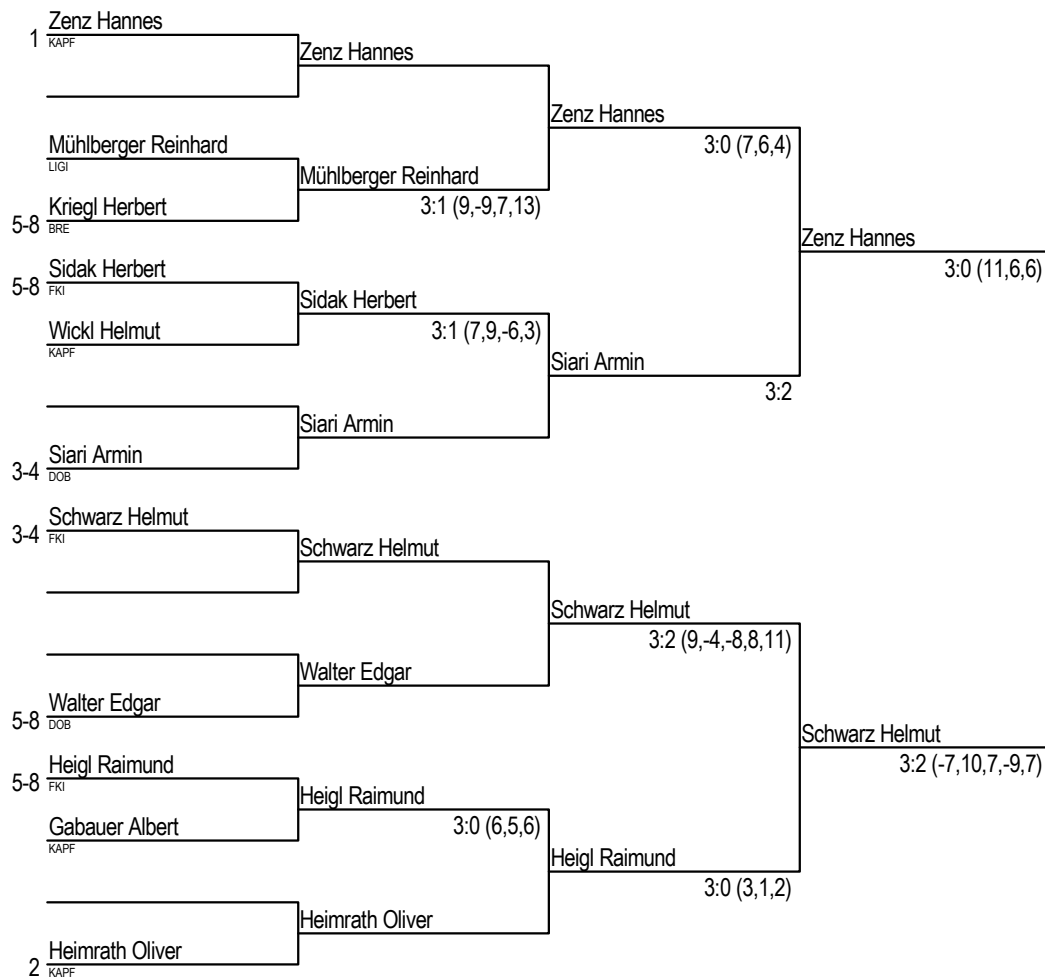 Zenz Hannes
1
KAPF
Zenz Hannes
Zenz Hannes
3:0 (7,6,4)
Mühlberger Reinhard
LIGI
Mühlberger Reinhard
3:1 (9,-9,7,13)
Kriegl Herbert
5-8
BRE
Zenz Hannes
3:0 (11,6,6)
Sidak Herbert
5-8
FKI
Sidak Herbert
3:1 (7,9,-6,3)
Wickl Helmut
KAPF
Siari Armin
3:2
Siari Armin
Siari Armin
3-4
DOB
Schwarz Helmut
3-4
FKI
Schwarz Helmut
Schwarz Helmut
3:2 (9,-4,-8,8,11)
Walter Edgar
Walter Edgar
5-8
DOB
Schwarz Helmut
3:2 (-7,10,7,-9,7)
Heigl Raimund
5-8
FKI
Heigl Raimund
3:0 (6,5,6)
Gabauer Albert
KAPF
Heigl Raimund
3:0 (3,1,2)
Heimrath Oliver
Heimrath Oliver
2
KAPF